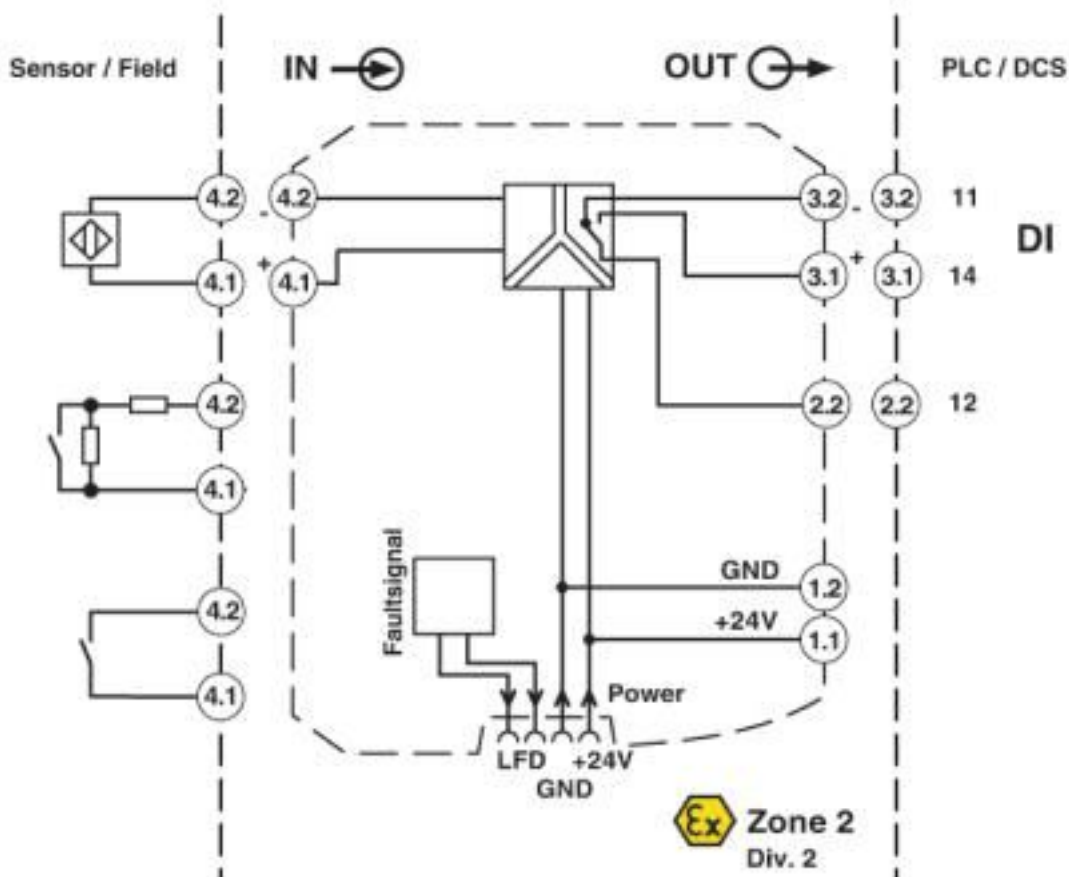 Sensor / Field IN OUT PLC / DCS
4.2 - 4.2 3.2 - 3.2 11
DI
4.1 + 4.1 3.1 + 3.1 14
4.2 2.2 2.2 12
4.1
Faultsignal
GND 1.2
4.2 +24V 1.1
4.1 Power
LFD +24V
GND
Ex Zone 2
Div. 2